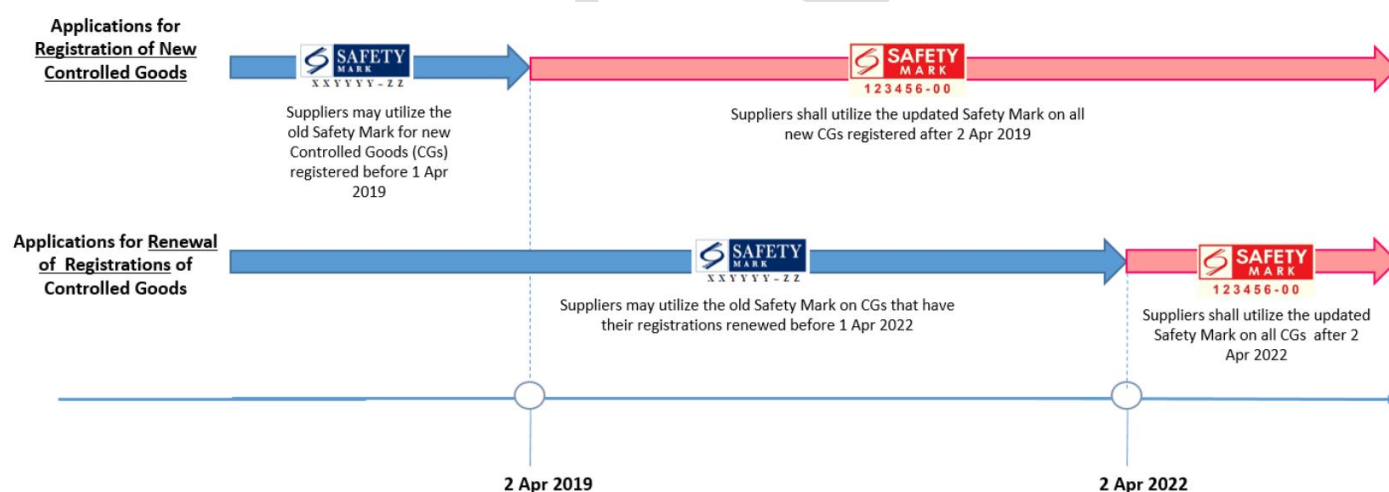 Applications for
Registration of New
Controlled Goods
SAFETY
MARK
XXYYYY-ZZ
Suppliers may utilize the
old Safety Mark for new
Controlled Goods (CGs)
registered before 1 Apr
2019
SAFETY
MARK
123456-00
Suppliers shall utilize the updated Safety Mark on all
new CGs registered after 2 Apr 2019
Applications for Renewal
of Registrations of
Controlled Goods
SAFETY
MARK
XXYYYY-ZZ
Suppliers may utilize the old Safety Mark on CGs that have
their registrations renewed before 1 Apr 2022
SAFETY
MARK
123456-00
Suppliers shall utilize the updated
Safety Mark on all CGs after 2
Apr 2022
2 Apr 2019
2 Apr 2022